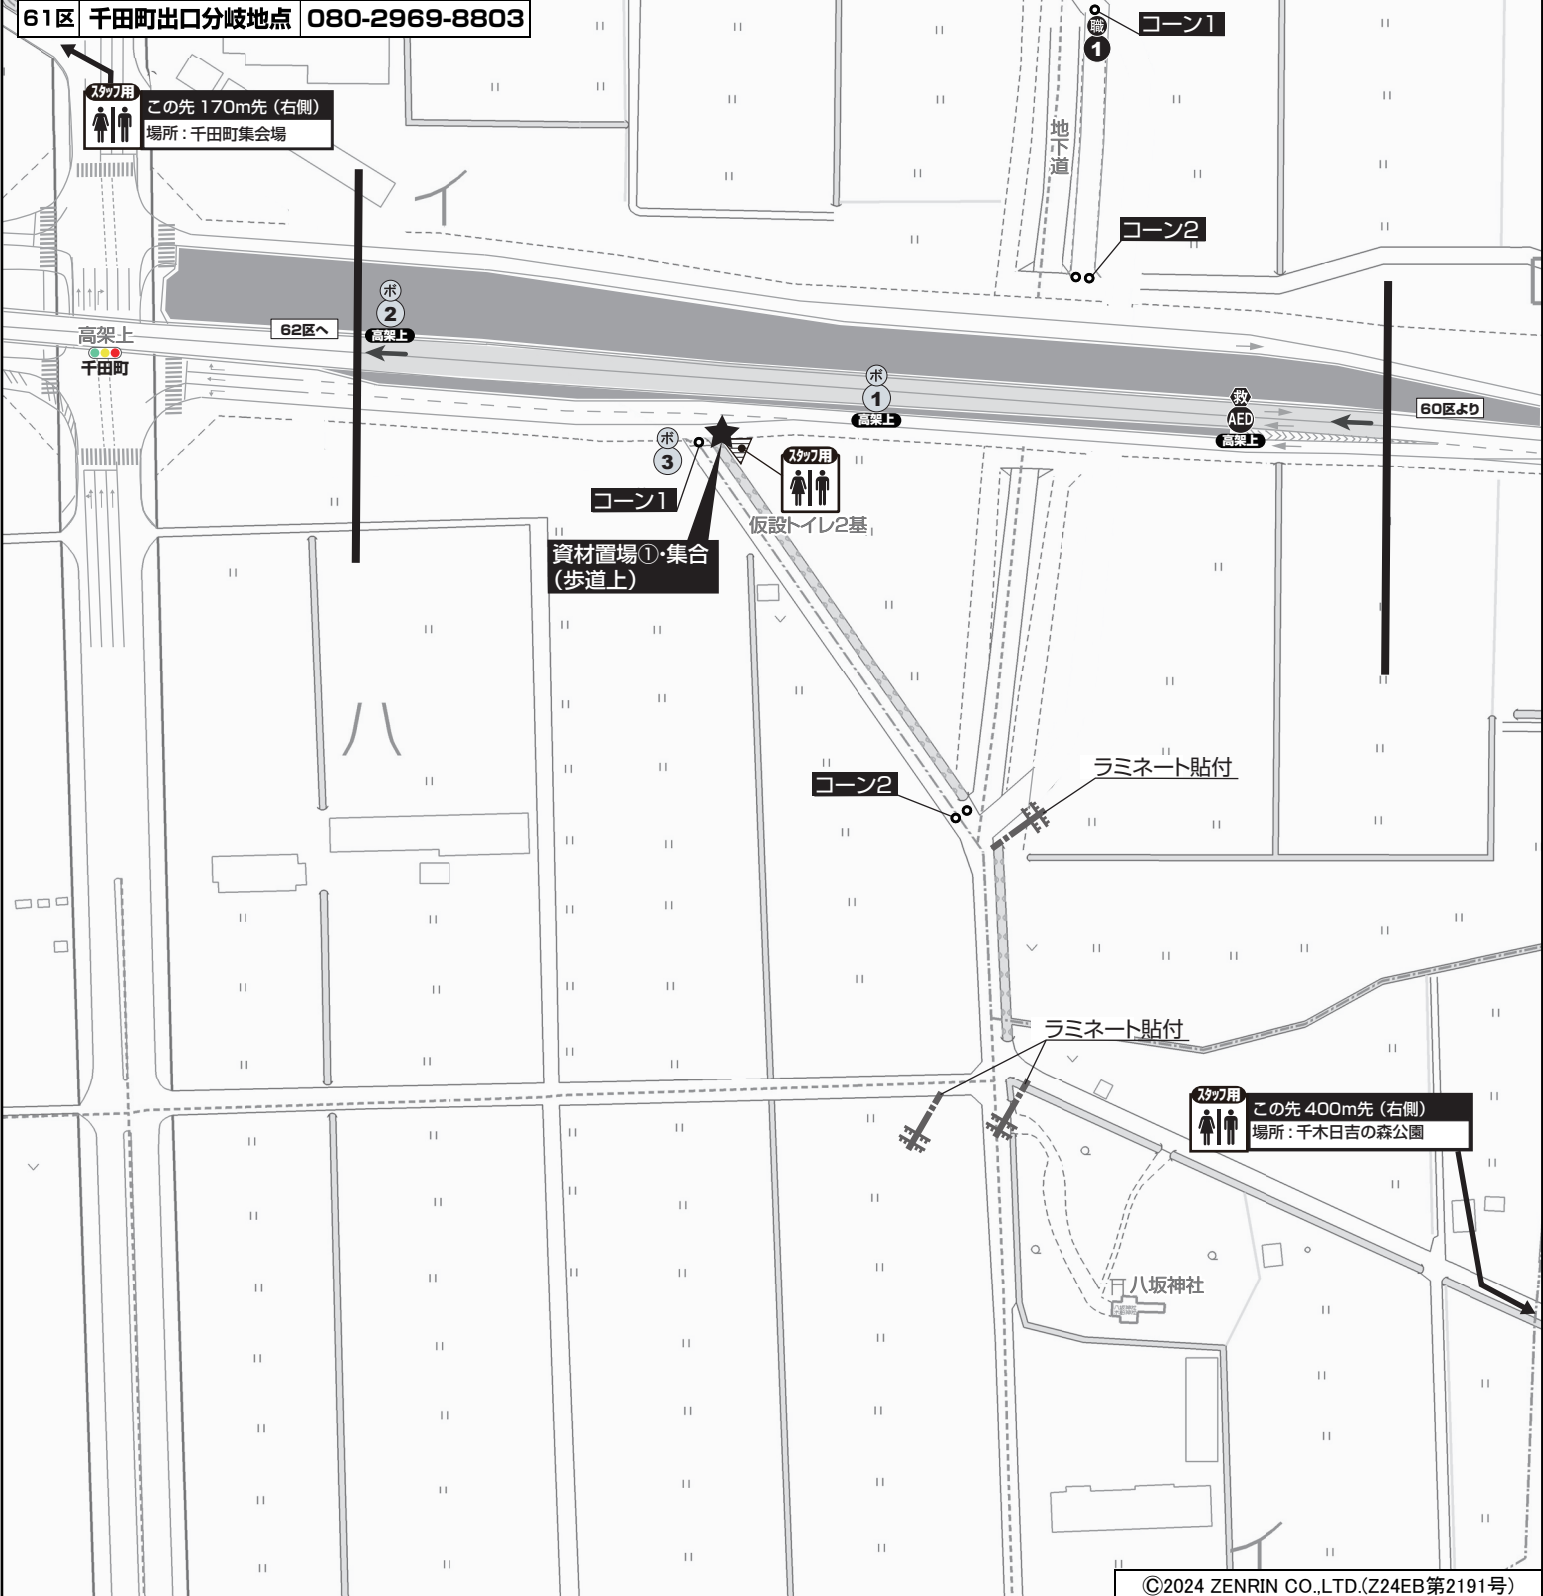 61区 千田町出口分岐地点 080-2969-8803
コーン1
職
1
スタッフ用
この先 170m先（右側）
場所：千田町集会場
地下道
イ
コーン2
ボ
2
高架上
62区へ
高架上
千田町
ボ
1
高架上
救
AED
高架上
60区より
ボ
3
スタッフ用
コーン1
仮設トイレ2基
資材置場①・集合
（歩道上）
ハ
ラミネート貼付
コーン2
ラミネート貼付
スタッフ用
この先 400m先（右側）
場所：千木日吉の森公園
八坂神社
イ
©2024 ZENRIN CO.,LTD.(Z24EB第2191号)